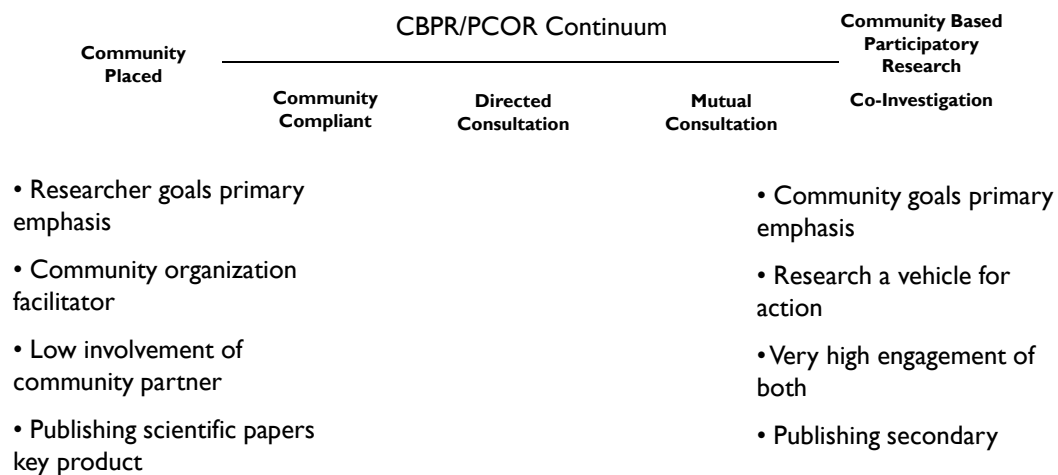 CBPR/PCOR Continuum
Community
Placed
Community Based
Participatory
Research
Community
Compliant
Directed
Consultation
Mutual
Consultation
Co-Investigation
• Researcher goals primary
emphasis
• Community organization
facilitator
• Low involvement of
community partner
• Publishing scientific papers
key product
• Community goals primary
emphasis
• Research a vehicle for
action
• Very high engagement of
both
• Publishing secondary